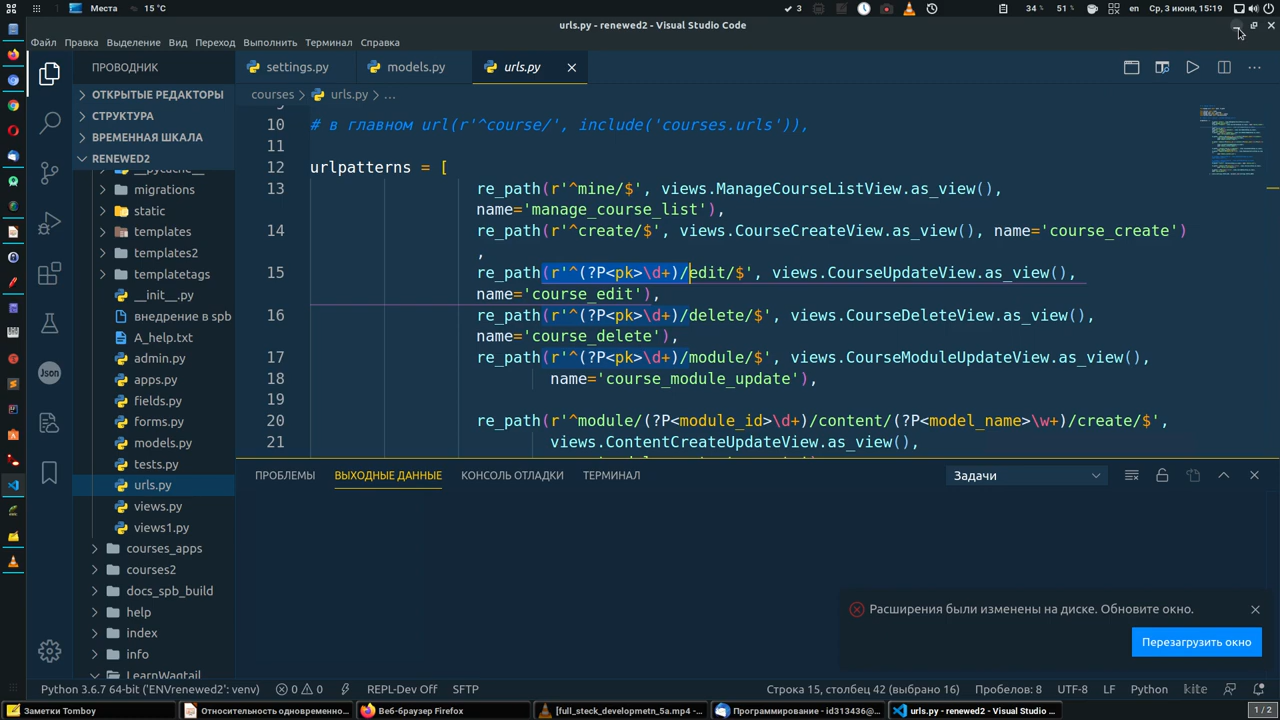 Места
15 °C
3
34 %
51 %
en
Ср, 3 июня, 15:19
urls.py - renewed2 - Visual Studio Code
Файл Правка Выделение Вид Переход Выполнить Терминал Справка
ПРОВОДНИК
settings.py
models.py
urls.py
ОТКРЫТЫЕ РЕДАКТОРЫ
СТРУКТУРА
ВРЕМЕННАЯ ШКАЛА
RENEWED2
__pycache__
migrations
static
templates
templates2
templatetags
__init__.py
внедрение в spb
A_help.txt
admin.py
apps.py
fields.py
forms.py
models.py
tests.py
urls.py
views.py
views1.py
courses_apps
courses2
docs_spb_build
help
index
info
LearnWagtail
Json
courses > urls.py > ...
10 # в главном url(r'^course/', include('courses.urls')),
11
12 urlpatterns = [
13 re_path(r'^mine/$', views.ManageCourseListView.as_view(),
name='manage_course_list'),
14 re_path(r'^create/$', views.CourseCreateView.as_view(), name='course_create')
,
15 re_path(r'^(?P<pk>\d+)/edit/$', views.CourseUpdateView.as_view(),
name='course_edit'),
16 re_path(r'^(?P<pk>\d+)/delete/$', views.CourseDeleteView.as_view(),
name='course_delete'),
17 re_path(r'^(?P<pk>\d+)/module/$', views.CourseModuleUpdateView.as_view(),
18 name='course_module_update'),
19
20 re_path(r'^module/(?P<module_id>\d+)/content/(?P<model_name>\w+)/create/$',
21 views.ContentCreateUpdateView.as_view(),
ПРОБЛЕМЫ ВЫХОДНЫЕ ДАННЫЕ КОНСОЛЬ ОТЛАДКИ ТЕРМИНАЛ
Задачи
Расширения были изменены на диске. Обновите окно.
Перезагрузить окно
Python 3.6.7 64-bit ('ENVrenewed2': venv)
0 0
REPL-Dev Off
SFTP
Строка 15, столбец 42 (выбрано 16)
Пробелов: 8
UTF-8
LF
Python
kite
Заметки Tomboy
Относительность одновременно...
Веб-браузер Firefox
[full_steck_developmetn_5a.mp4 - ...
Программирование - id313436@...
urls.py - renewed2 - Visual Studio ...
1 / 2